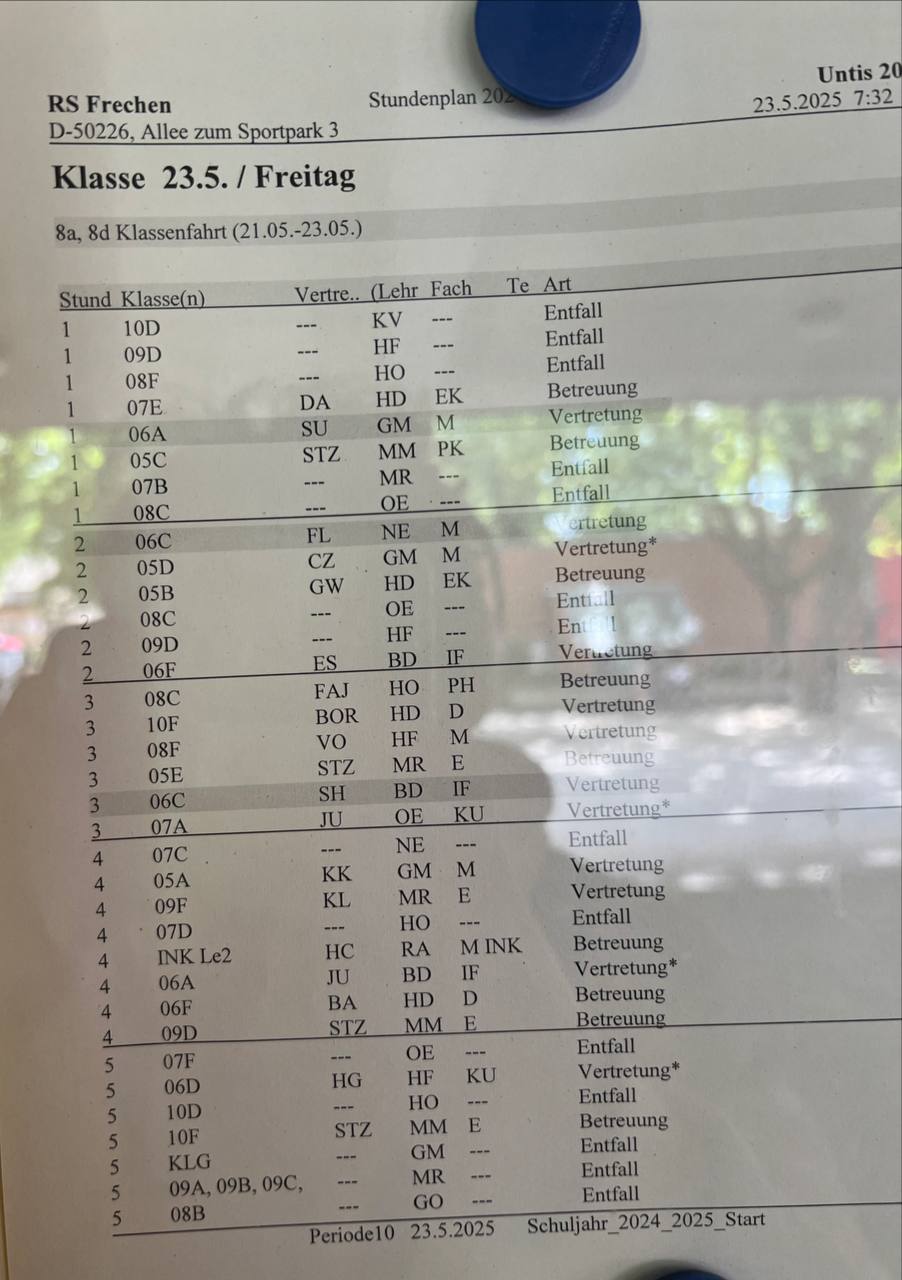 Untis 20
RS Frechen Stundenplan 202
23.5.2025 7:32
D-50226, Allee zum Sportpark 3
Klasse 23.5. / Freitag
8a, 8d Klassenfahrt (21.05.-23.05.)
Stund Klasse(n) Vertre.. (Lehr Fach Te Art
1 10D --- KV --- Entfall
1 09D --- HF --- Entfall
1 08F --- HO --- Entfall
1 07E DA HD EK Betreuung
1 06A SU GM M Vertretung
1 05C STZ MM PK Betreuung
1 07B --- MR --- Entfall
1 08C --- OE --- Entfall
2 06C FL NE M Vertretung
2 05D CZ GM M Vertretung*
2 05B GW HD EK Betreuung
2 08C --- OE --- Entfall
2 09D --- HF --- Entfall
2 06F ES BD IF Vertretung
3 08C FAJ HO PH Betreuung
3 10F BOR HD D Vertretung
3 08F VO HF M Vertretung
3 05E STZ MR E Betreuung
3 06C SH BD IF Vertretung
3 07A JU OE KU Vertretung*
4 07C --- NE --- Entfall
4 05A KK GM M Vertretung
4 09F KL MR E Vertretung
4 07D --- HO --- Entfall
4 INK Le2 HC RA M INK Betreuung
4 06A JU BD IF Vertretung*
4 06F BA HD D Betreuung
4 09D STZ MM E Betreuung
5 07F --- OE --- Entfall
5 06D HG HF KU Vertretung*
5 10D --- HO --- Entfall
5 10F STZ MM E Betreuung
5 KLG --- GM --- Entfall
5 09A, 09B, 09C, --- MR --- Entfall
5 08B --- GO --- Entfall
Periode10 23.5.2025 Schuljahr_2024_2025_Start